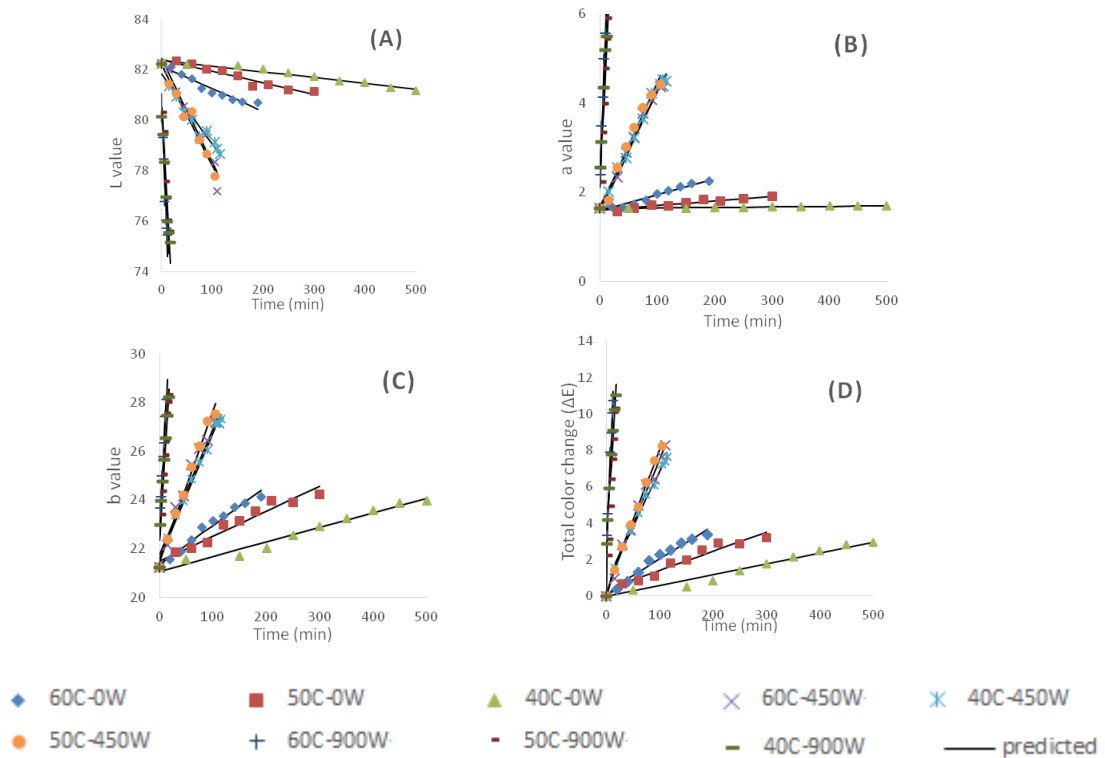 (A)
84
82
80
78
76
74
L value
0 100 200 300 400 500
Time (min)
(B)
6
4
2
0
a value
0 100 200 300 400 500
Time (min)
(C)
30
28
26
24
22
20
b value
0 100 200 300 400 500
Time (min)
(D)
14
12
10
8
6
4
2
0
Total color change (ΔE)
0 100 200 300 400 500
Time (min)
60C-0W 50C-0W 40C-0W 60C-450W 40C-450W
50C-450W 60C-900W 50C-900W 40C-900W predicted